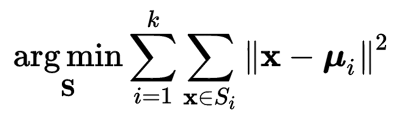 arg min_S ∑_{i=1}^{k} ∑_{x∈S_i} ‖x − μ_i‖²